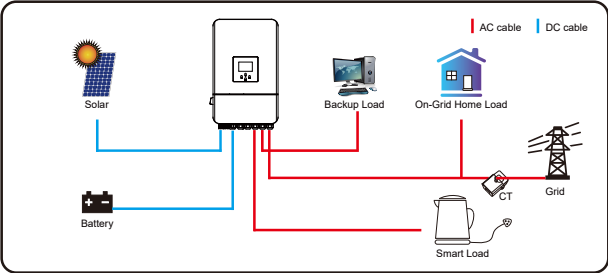 AC cable
DC cable
Solar
Backup Load
On-Grid Home Load
CT
Grid
Battery
Smart Load